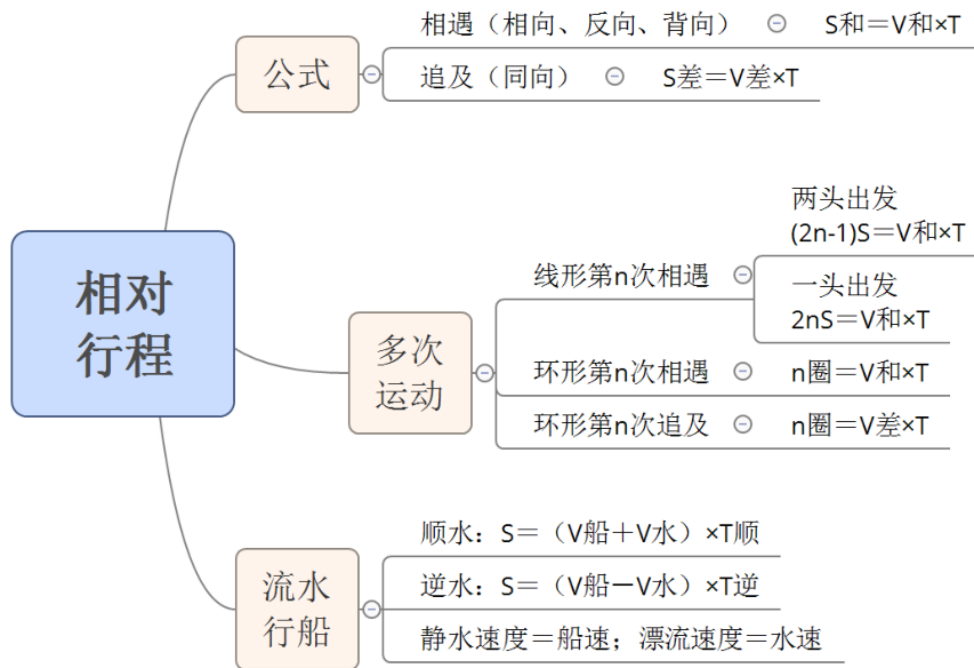 相对
行程
公式
相遇（相向、反向、背向） S和＝V和×T
追及（同向） S差＝V差×T
多次
运动
线形第n次相遇
两头出发
(2n-1)S＝V和×T
一头出发
2nS＝V和×T
环形第n次相遇 n圈＝V和×T
环形第n次追及 n圈＝V差×T
流水
行船
顺水：S＝（V船＋V水）×T顺
逆水：S＝（V船－V水）×T逆
静水速度＝船速；漂流速度＝水速